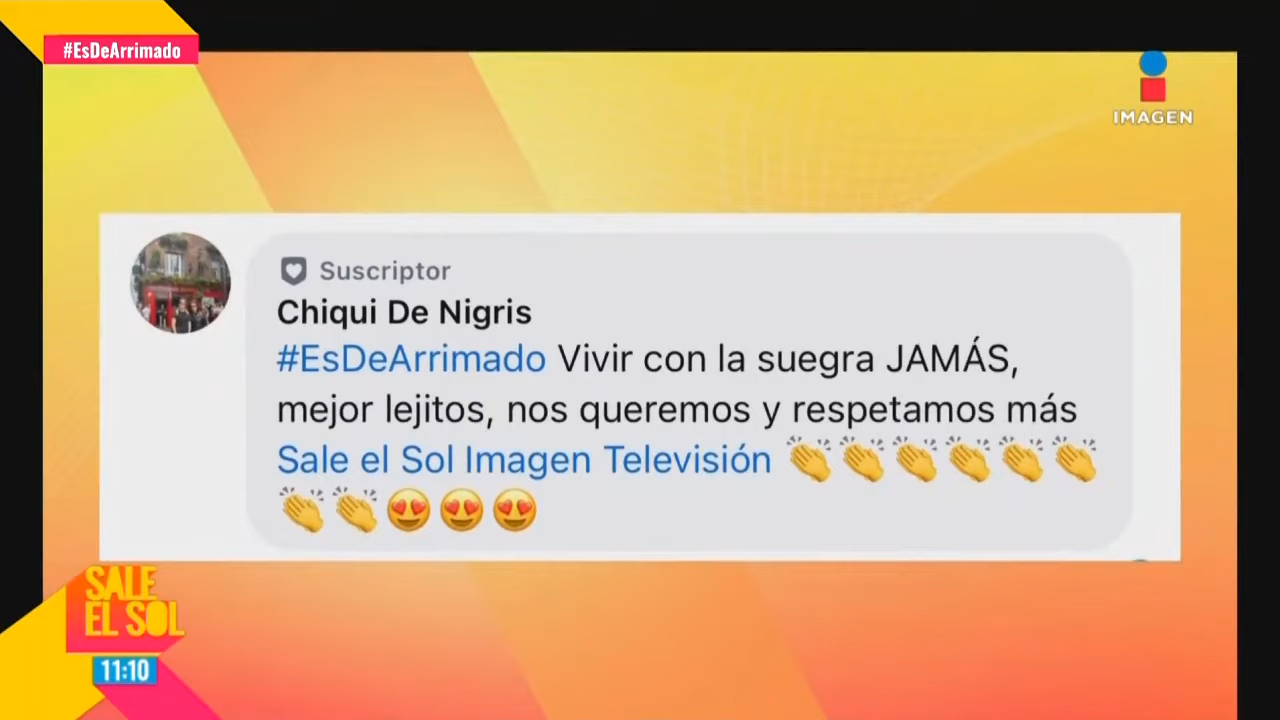 #EsDeArrimado
IMAGEN
Suscriptor
Chiqui De Nigris
#EsDeArrimado Vivir con la suegra JAMÁS,
mejor lejitos, nos queremos y respetamos más
Sale el Sol Imagen Televisión 👏👏👏👏👏👏
👏👏😍😍😍
SALE
EL SOL
11:10